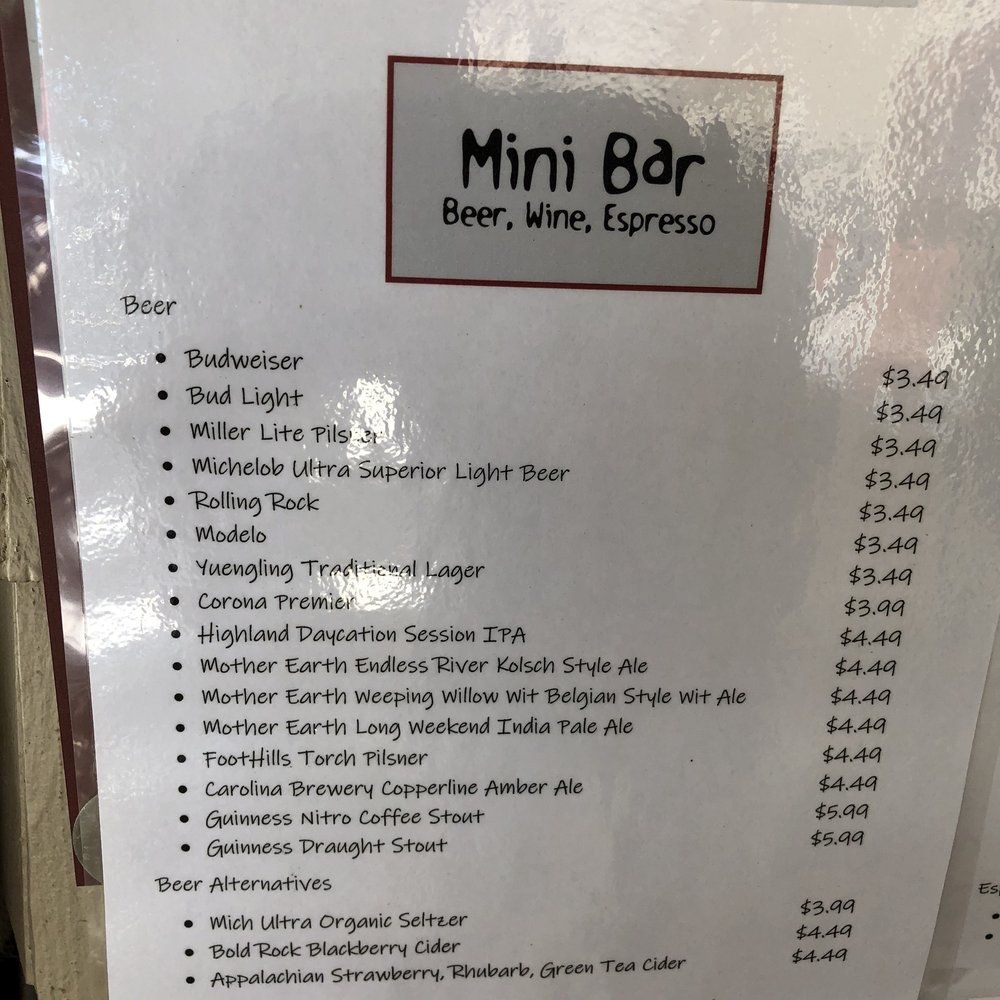 Mini Bar
Beer, Wine, Espresso
Beer
• Budweiser $3.49
• Bud Light $3.49
• Miller Lite Pilsner $3.49
• Michelob Ultra Superior Light Beer $3.49
• Rolling Rock $3.49
• Modelo $3.49
• Yuengling Traditional Lager $3.49
• Corona Premier $3.99
• Highland Daycation Session IPA $4.49
• Mother Earth Endless River Kolsch Style Ale $4.49
• Mother Earth Weeping Willow Wit Belgian Style Wit Ale $4.49
• Mother Earth Long Weekend India Pale Ale $4.49
• FootHills Torch Pilsner $4.49
• Carolina Brewery Copperline Amber Ale $4.49
• Guinness Nitro Coffee Stout $5.99
• Guinness Draught Stout $5.99
Beer Alternatives
• Mich Ultra Organic Seltzer $3.99
• Bold Rock Blackberry Cider $4.49
• Appalachian Strawberry, Rhubarb, Green Tea Cider $4.49